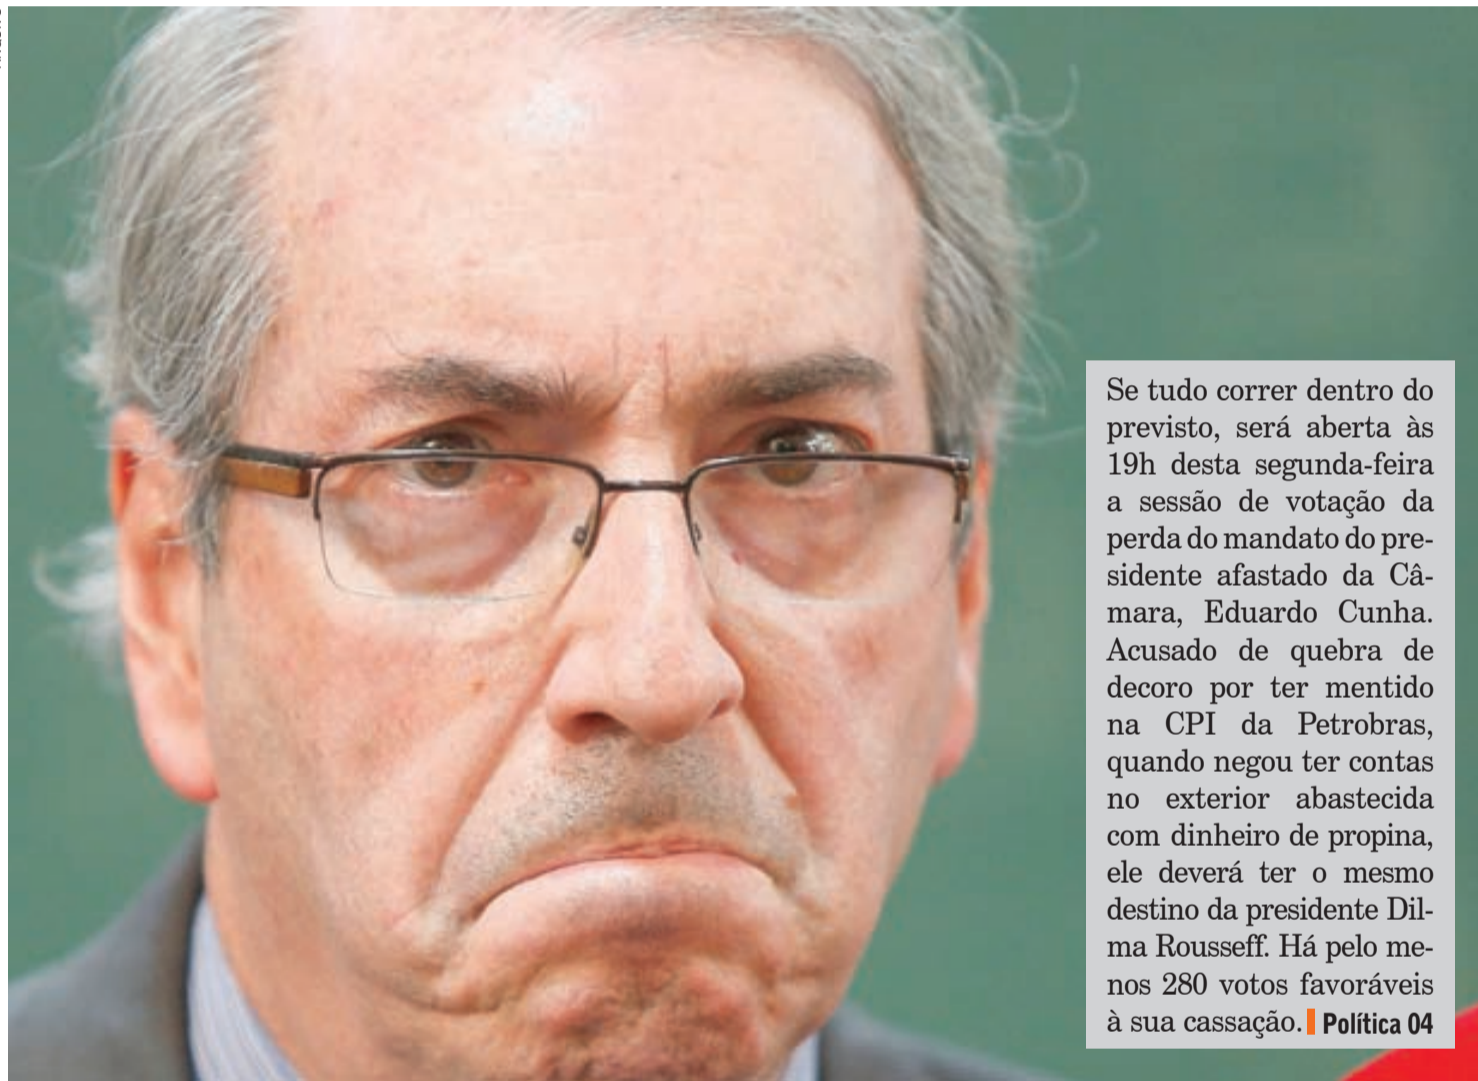 Se tudo correr dentro do
previsto, será aberta às
19h desta segunda-feira
a sessão de votação da
perda do mandato do pre-
sidente afastado da Câ-
mara, Eduardo Cunha.
Acusado de quebra de
decoro por ter mentido
na CPI da Petrobras,
quando negou ter contas
no exterior abastecida
com dinheiro de propina,
ele deverá ter o mesmo
destino da presidente Dil-
ma Rousseff. Há pelo me-
nos 280 votos favoráveis
à sua cassação. Política 04